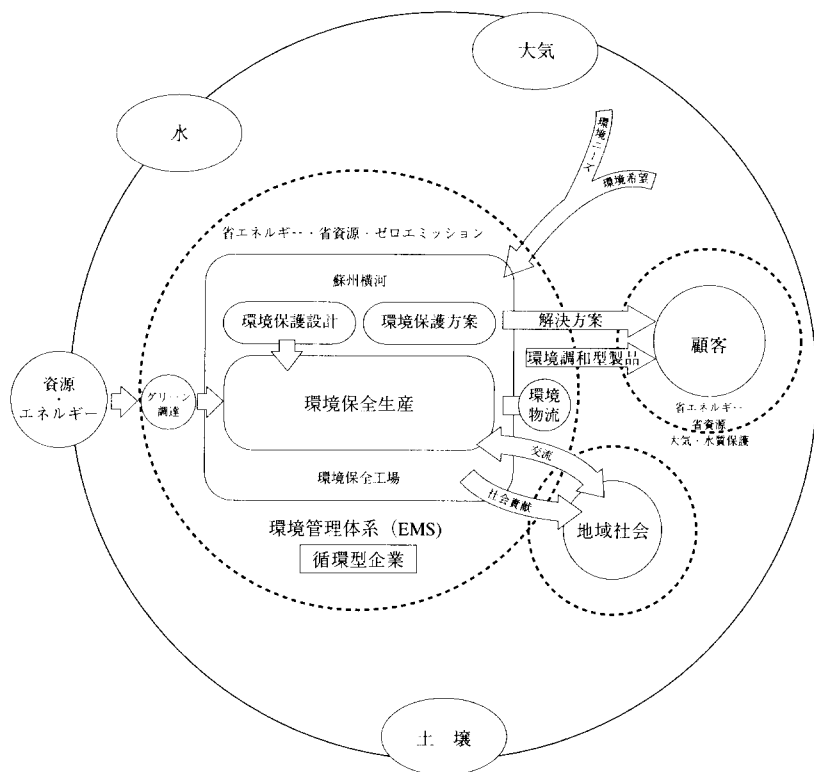 大気
水
環境ニーズ
環境希望
省エネルギー・省資源・ゼロエミッション
蘇州横河
環境保護設計
環境保護方案
解決方案
顧客
環境調和型製品
資源
・
エネルギー
グリーン
調達
環境保全生産
環境
物流
省エネルギー・
省資源
大気・水質保護
交流
環境保全工場
社会貢献
地域社会
環境管理体系 (EMS)
循環型企業
土 壌